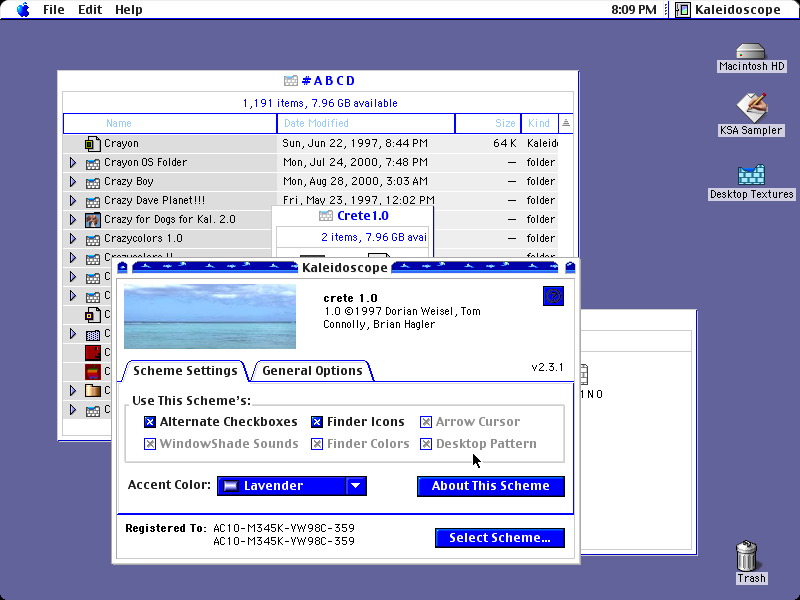 File Edit Help 8:09 PM Kaleidoscope
Macintosh HD
KSA Sampler
Desktop Textures
Trash
#ABCD
1,191 items, 7.96 GB available
Name Date Modified Size Kind
Crayon Sun, Jun 22, 1997, 8:44 PM 64 K Kaleid
Crayon OS Folder Mon, Jul 24, 2000, 7:48 PM — folder
Crazy Boy Mon, Aug 28, 2000, 3:03 AM — folder
Crazy Dave Planet!!! Fri, May 23, 1997, 12:02 PM — folder
Crazy for Dogs for Kal. 2.0 — folder
Crazycolors 1.0 — folder
Crete1.0
2 items, 7.96 GB avai
Kaleidoscope
crete 1.0
1.0 ©1997 Dorian Weisel, Tom
Connolly, Brian Hagler
Scheme Settings General Options v2.3.1
Use This Scheme's:
Alternate Checkboxes Finder Icons Arrow Cursor
WindowShade Sounds Finder Colors Desktop Pattern
Accent Color: Lavender About This Scheme
Registered To: AC10-M345K-VW98C-359
AC10-M345K-VW98C-359
Select Scheme...